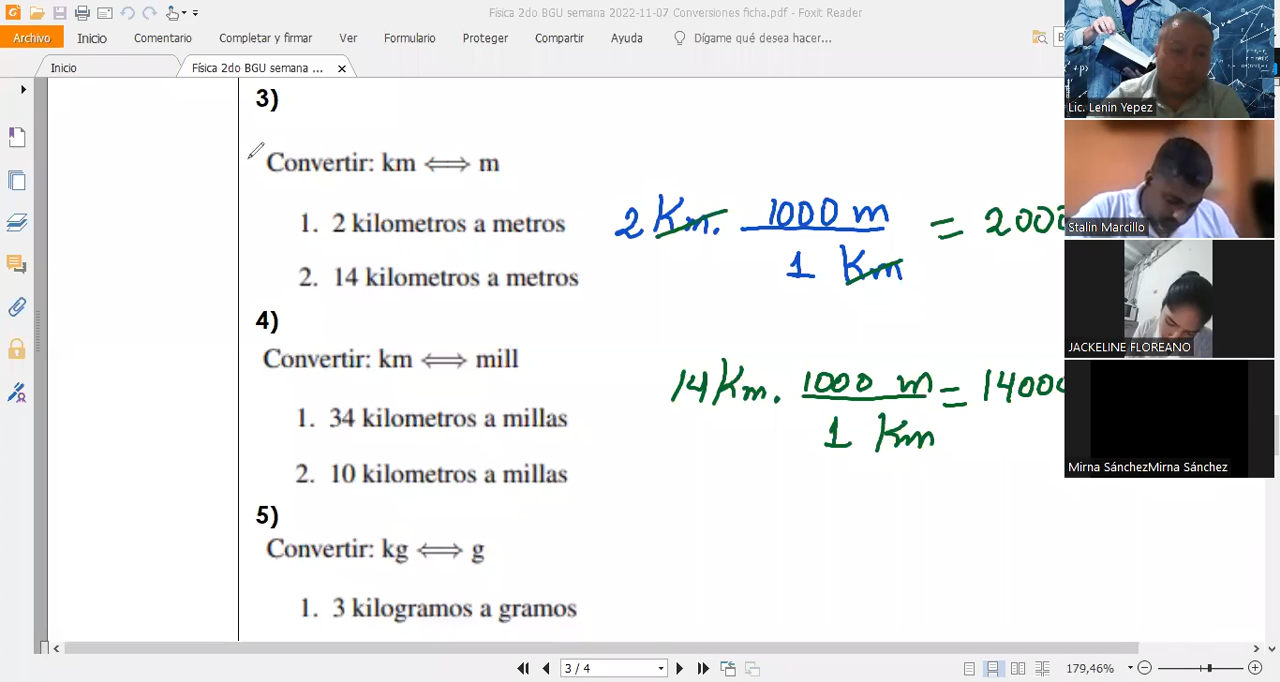 Física 2do BGU semana 2022-11-07 Conversiones ficha.pdf - Foxit Reader
Archivo Inicio Comentario Completar y firmar Ver Formulario Proteger Compartir Ayuda Dígame qué desea hacer...
Inicio Física 2do BGU semana ...
3)
Convertir: km ⟺ m
1. 2 kilometros a metros
2 Km. 1000 m = 2000
1 Km
2. 14 kilometros a metros
4)
Convertir: km ⟺ mill
14 Km. 1000 m = 14000
1 Km
1. 34 kilometros a millas
2. 10 kilometros a millas
5)
Convertir: kg ⟺ g
1. 3 kilogramos a gramos
Lic. Lenin Yepez
Stalin Marcillo
JACKELINE FLOREANO
Mirna SánchezMirna Sánchez
3 / 4
179,46%